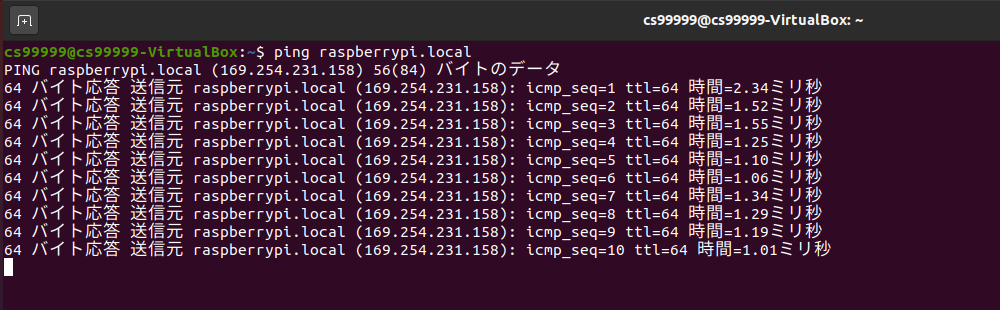 cs99999@cs99999-VirtualBox: ~
cs99999@cs99999-VirtualBox:~$ ping raspberrypi.local
PING raspberrypi.local (169.254.231.158) 56(84) バイトのデータ
64 バイト応答 送信元 raspberrypi.local (169.254.231.158): icmp_seq=1 ttl=64 時間=2.34ミリ秒
64 バイト応答 送信元 raspberrypi.local (169.254.231.158): icmp_seq=2 ttl=64 時間=1.52ミリ秒
64 バイト応答 送信元 raspberrypi.local (169.254.231.158): icmp_seq=3 ttl=64 時間=1.55ミリ秒
64 バイト応答 送信元 raspberrypi.local (169.254.231.158): icmp_seq=4 ttl=64 時間=1.25ミリ秒
64 バイト応答 送信元 raspberrypi.local (169.254.231.158): icmp_seq=5 ttl=64 時間=1.10ミリ秒
64 バイト応答 送信元 raspberrypi.local (169.254.231.158): icmp_seq=6 ttl=64 時間=1.06ミリ秒
64 バイト応答 送信元 raspberrypi.local (169.254.231.158): icmp_seq=7 ttl=64 時間=1.34ミリ秒
64 バイト応答 送信元 raspberrypi.local (169.254.231.158): icmp_seq=8 ttl=64 時間=1.29ミリ秒
64 バイト応答 送信元 raspberrypi.local (169.254.231.158): icmp_seq=9 ttl=64 時間=1.19ミリ秒
64 バイト応答 送信元 raspberrypi.local (169.254.231.158): icmp_seq=10 ttl=64 時間=1.01ミリ秒